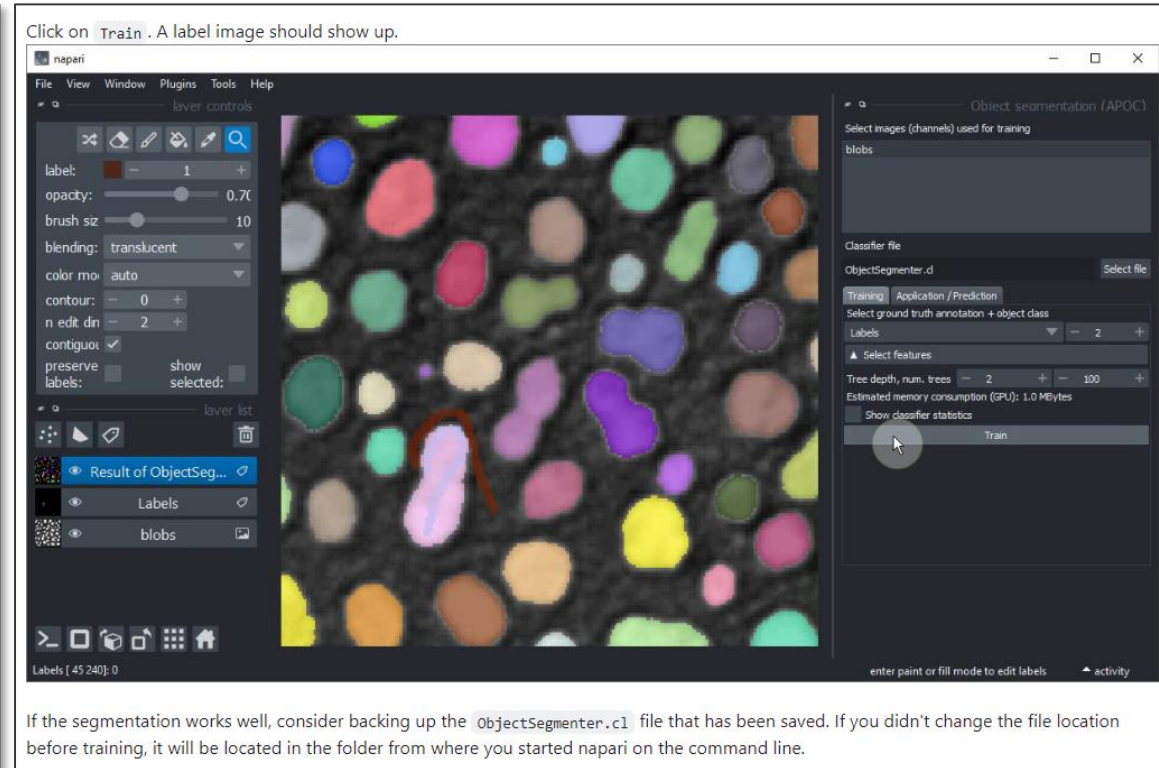 Click on Train . A label image should show up.
napari
File View Window Plugins Tools Help
layer controls
label: 1
opacity: 0.70
brush siz 10
blending: translucent
color mo auto
contour: 0
n edit din 2
contiguou
preserve labels:
show selected:
layer list
Result of ObjectSeg...
Labels
blobs
Labels [ 45 240]: 0
Object segmentation (APOC)
Select images (channels) used for training
blobs
Classifier file
ObjectSegmenter.cl
Select file
Training Application / Prediction
Select ground truth annotation + object class
Labels 2
Select features
Tree depth, num. trees 2 100
Estimated memory consumption (GPU): 1.0 MBytes
Show classifier statistics
Train
enter paint or fill mode to edit labels
activity
If the segmentation works well, consider backing up the ObjectSegmenter.cl file that has been saved. If you didn't change the file location
before training, it will be located in the folder from where you started napari on the command line.